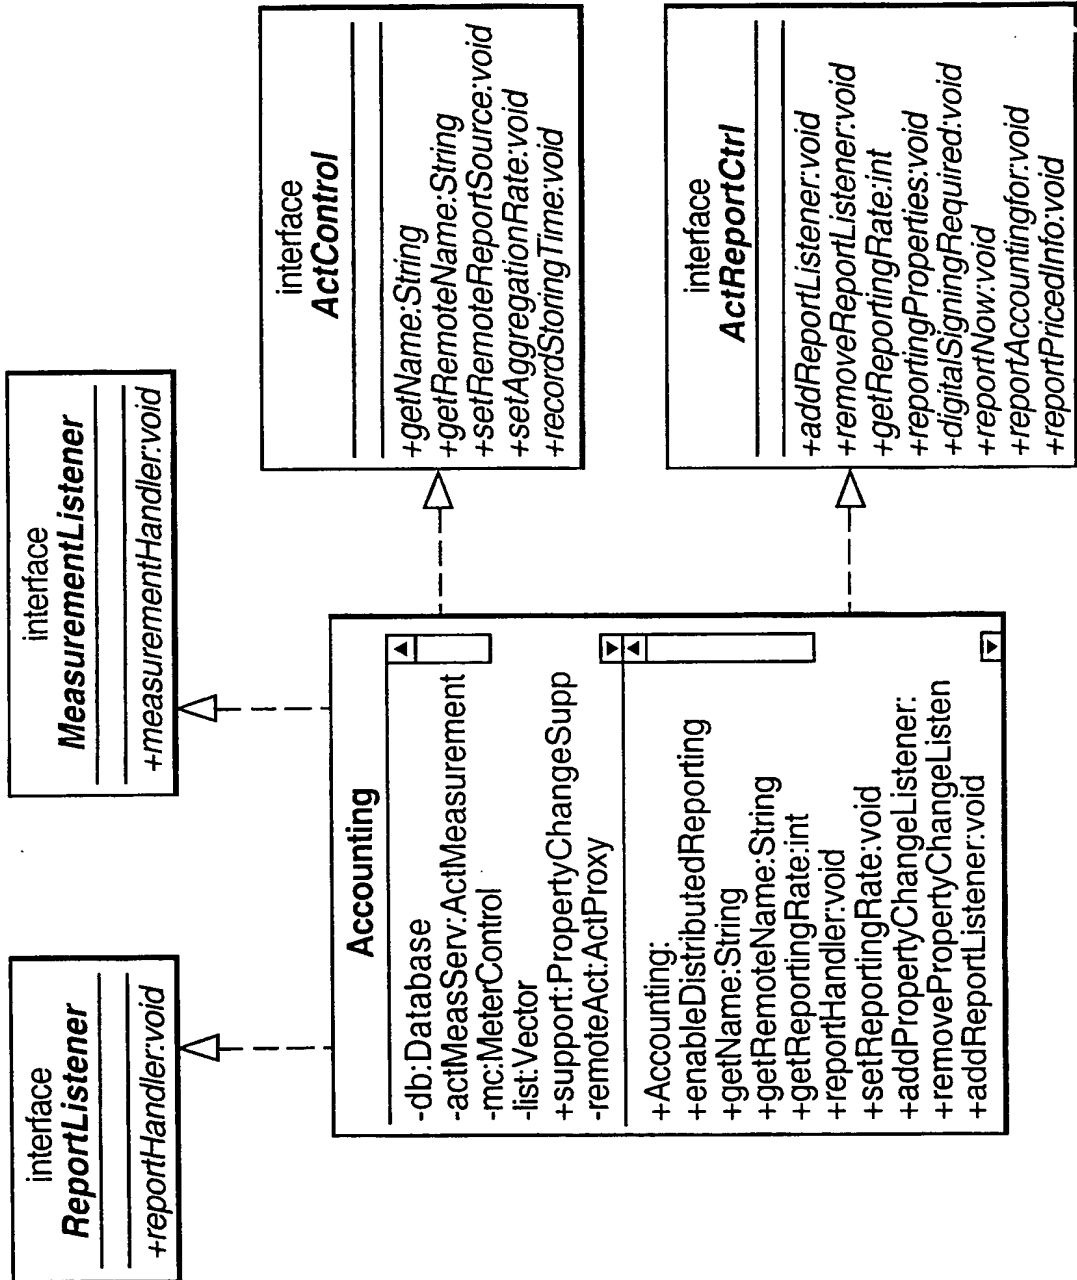 interface
ReportListener
+reportHandler:void
interface
MeasurementListener
+measurementHandler:void
Accounting
-db:Database
-actMeasServ:ActMeasurement
-mc:MeterControl
-list:Vector
+support:PropertyChangeSupp
-remoteAct:ActProxy
+Accounting:
+enableDistributedReporting
+getName:String
+getRemoteName:String
+getReportingRate:int
+reportHandler:void
+setReportingRate:void
+addPropertyChangeListener:
+removePropertyChangeListen
+addReportListener:void
interface
ActControl
+getName:String
+getRemoteName:String
+setRemoteReportSource:void
+setAggregationRate:void
+recordStoringTime:void
interface
ActReportCtrl
+addReportListener:void
+removeReportListener:void
+getReportingRate:int
+reportingProperties:void
+digitalSigningRequired:void
+reportNow:void
+reportAccountingfor:void
+reportPricedInfo:void